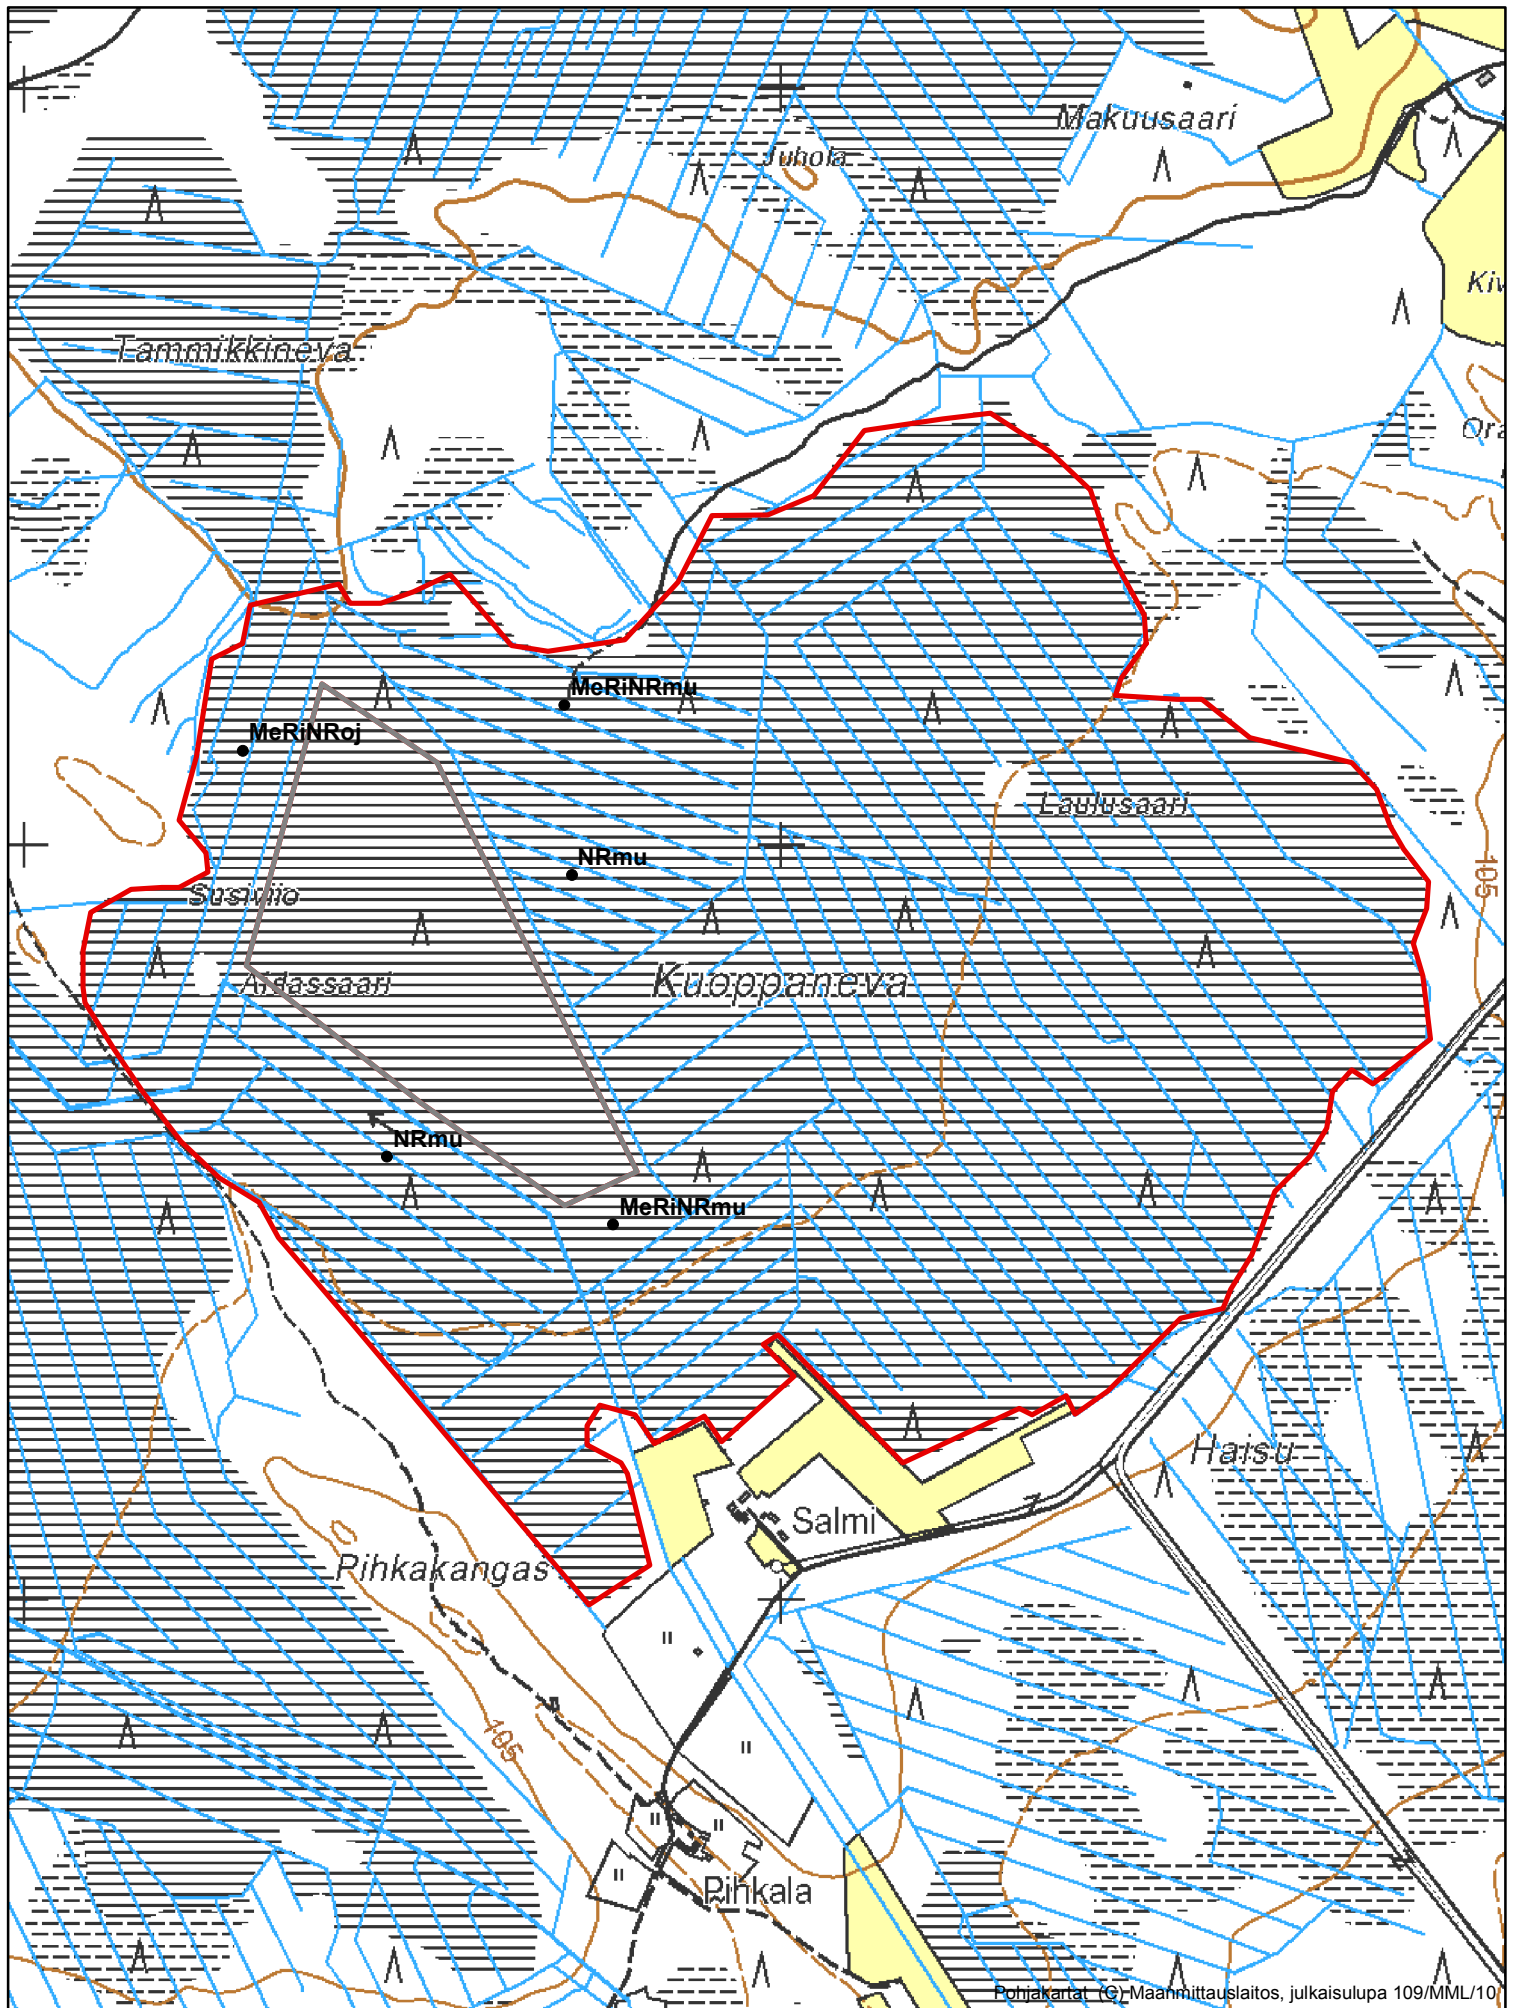 Makuusaari
Juhola
Kiv
Tammikkineva
Ora
MeRiNRmu
MeRiNRoj
Laulusaari
NRmu
105
Susiviio
Aidassaari
Kuoppaneva
NRmu
MeRiNRmu
Haisu
Salmi
Pihkakangas
105
Pihkala
Pohjakartat (C) Maanmittauslaitos, julkaisulupa 109/MML/10